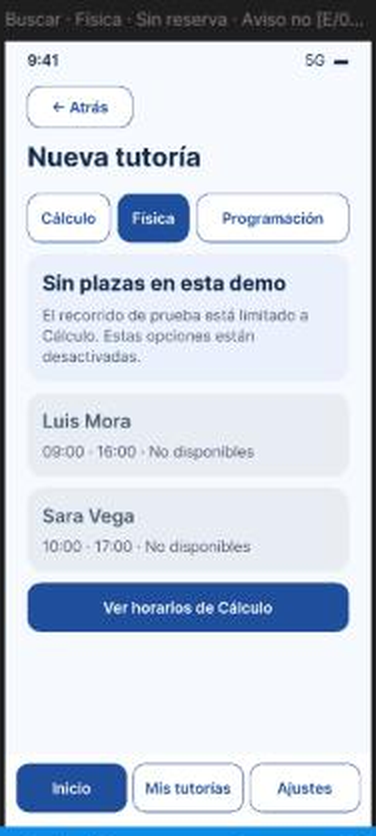 Buscar · Física · Sin reserva · Aviso no [E/0...
9:41
5G
← Atrás
Nueva tutoría
Cálculo
Física
Programación
Sin plazas en esta demo
El recorrido de prueba está limitado a
Cálculo. Estas opciones están
desactivadas.
Luis Mora
09:00 · 16:00 · No disponibles
Sara Vega
10:00 · 17:00 · No disponibles
Ver horarios de Cálculo
Inicio
Mis tutorías
Ajustes